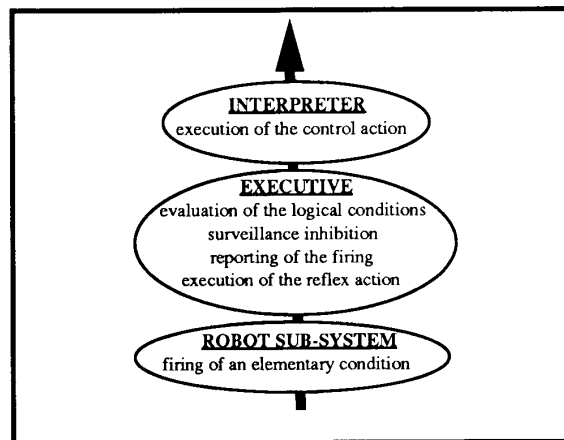 INTERPRETER
execution of the control action
EXECUTIVE
evaluation of the logical conditions
surveillance inhibition
reporting of the firing
execution of the reflex action
ROBOT SUB-SYSTEM
firing of an elementary condition